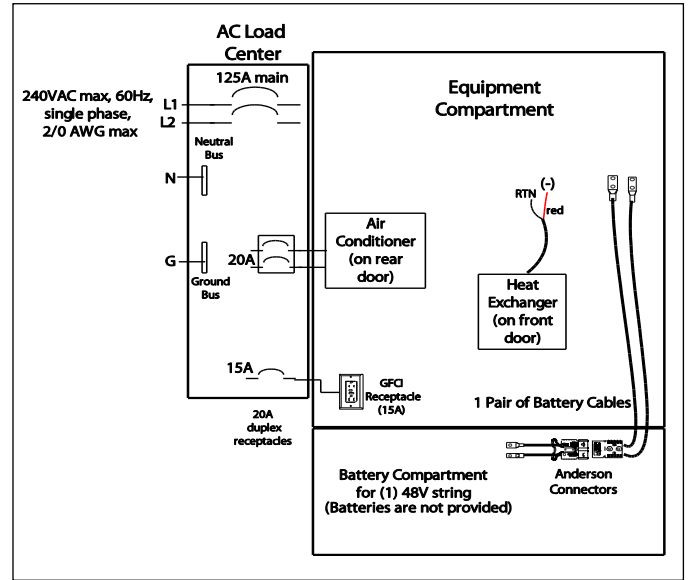 AC Load
Center
125A main
240VAC max, 60Hz,
single phase,
2/0 AWG max
L1
L2
Neutral
Bus
N
G
Ground
Bus
20A
15A
20A
duplex
receptacles
Equipment
Compartment
Air
Conditioner
(on rear
door)
RTN
(-)
red
Heat
Exchanger
(on front
door)
GFCI
Receptacle
(15A)
1 Pair of Battery Cables
Battery Compartment
for (1) 48V string
(Batteries are not provided)
Anderson
Connectors